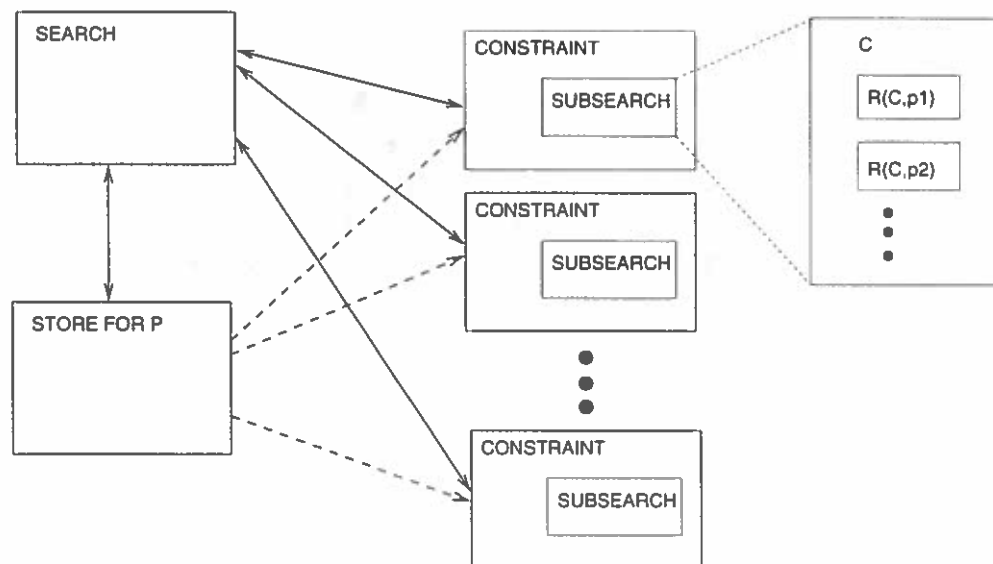 SEARCH
CONSTRAINT
SUBSEARCH
C
R(C,p1)
R(C,p2)
CONSTRAINT
SUBSEARCH
STORE FOR P
CONSTRAINT
SUBSEARCH